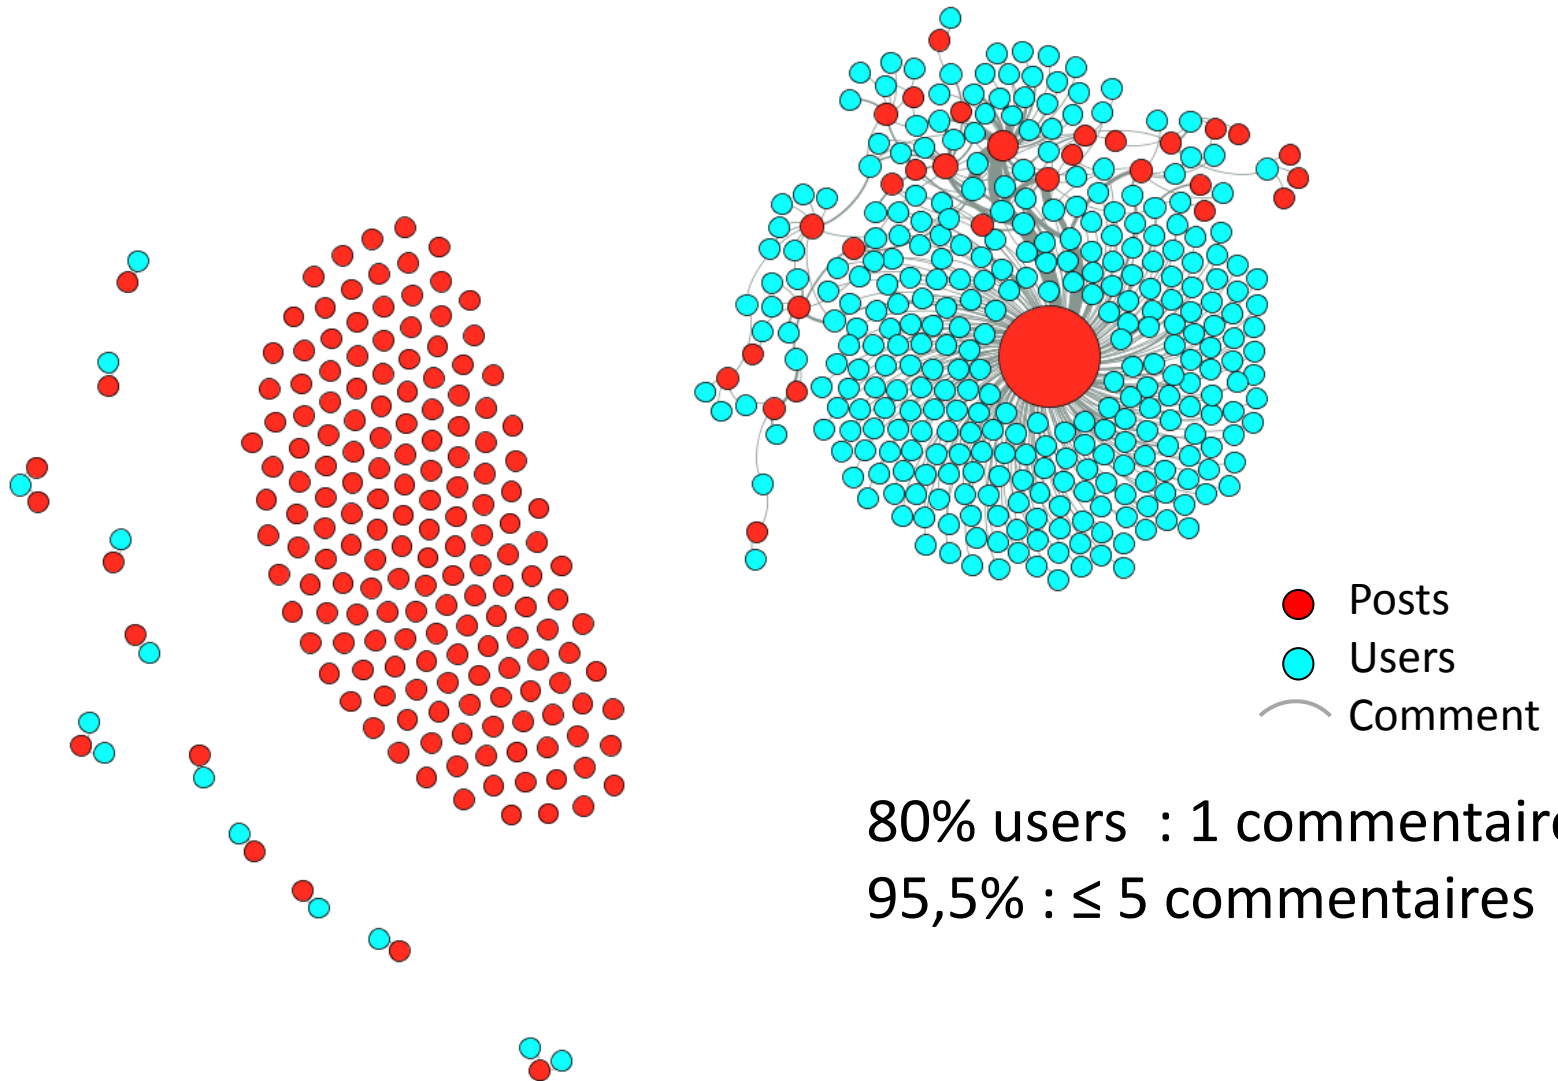 Posts
Users
Comment
80% users : 1 commentaire
95,5% : ≤ 5 commentaires